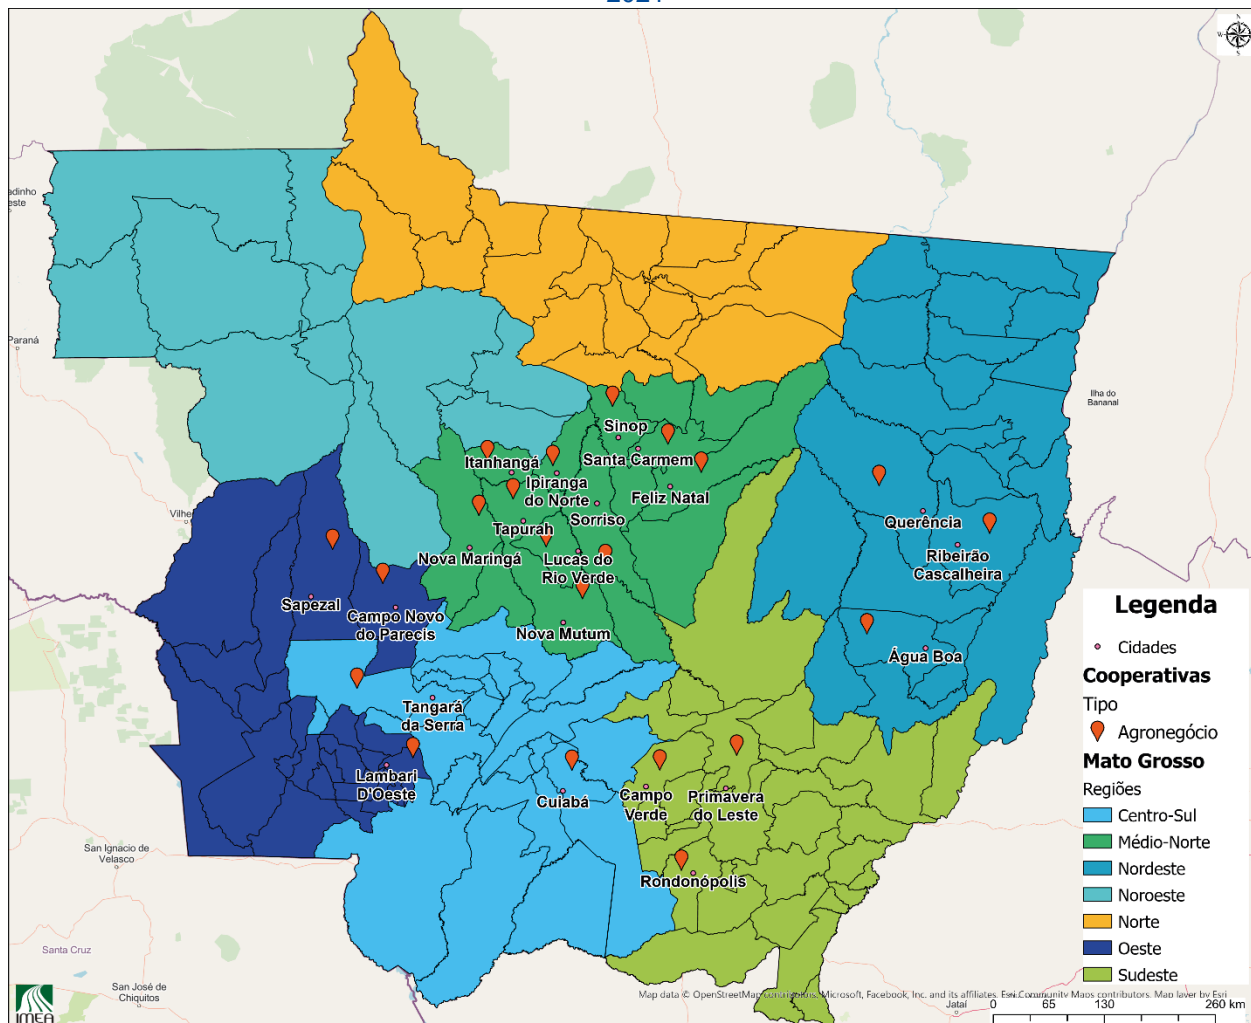 Sinop
Itanhangá
Santa Carmem
Ipiranga
do Norte
Feliz Natal
Sorriso
Tapurah
Querência
Nova Maringá
Lucas do
Rio Verde
Ribeirão
Cascalheira
Sapezal
Campo Novo
do Parecis
Nova Mutum
Água Boa
Tangará
da Serra
Lambari
D'Oeste
Cuiabá
Campo
Verde
Primavera
do Leste
Rondonópolis
Paraná
Vilhe
Ilha do
Bananal
San Ignacio de
Velasco
Santa Cruz
San José de
Chiquitos
Jataí
Legenda
Cidades
Cooperativas
Tipo
Agronegócio
Mato Grosso
Regiões
Centro-Sul
Médio-Norte
Nordeste
Noroeste
Norte
Oeste
Sudeste
Map data © OpenStreetMap contributors, Microsoft, Facebook, Inc. and its affiliates, Esri Community Maps contributors, Map layer by Esri
0 65 130 260 km
IMEA